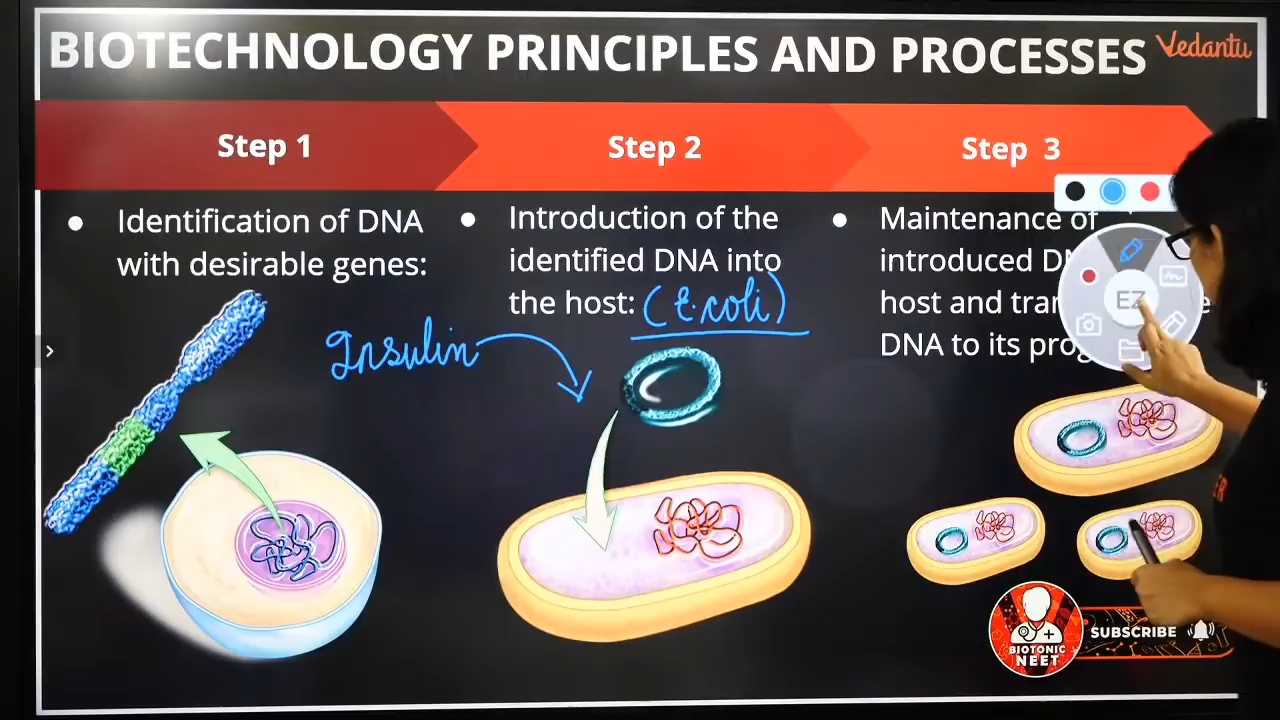 BIOTECHNOLOGY PRINCIPLES AND PROCESSES
Vedantu
Step 1
Step 2
Step 3
• Identification of DNA
with desirable genes:
• Introduction of the
identified DNA into
the host: (E.coli)
Insulin
• Maintenance of
introduced
host and
DNA to its
EZ
BIOTONIC
NEET
SUBSCRIBE